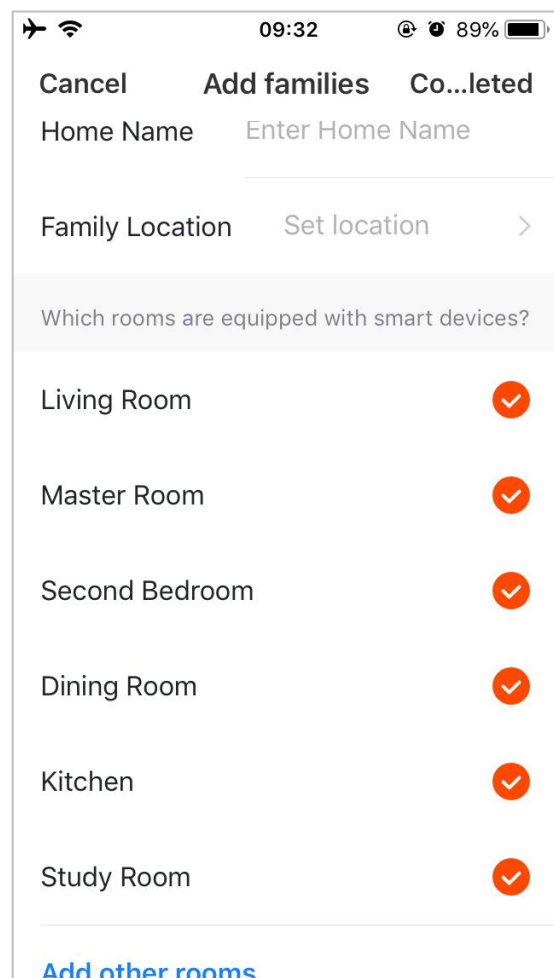 09:32 89%
Cancel Add families Co...leted
Home Name Enter Home Name
Family Location Set location
Which rooms are equipped with smart devices?
Living Room
Master Room
Second Bedroom
Dining Room
Kitchen
Study Room
Add other rooms